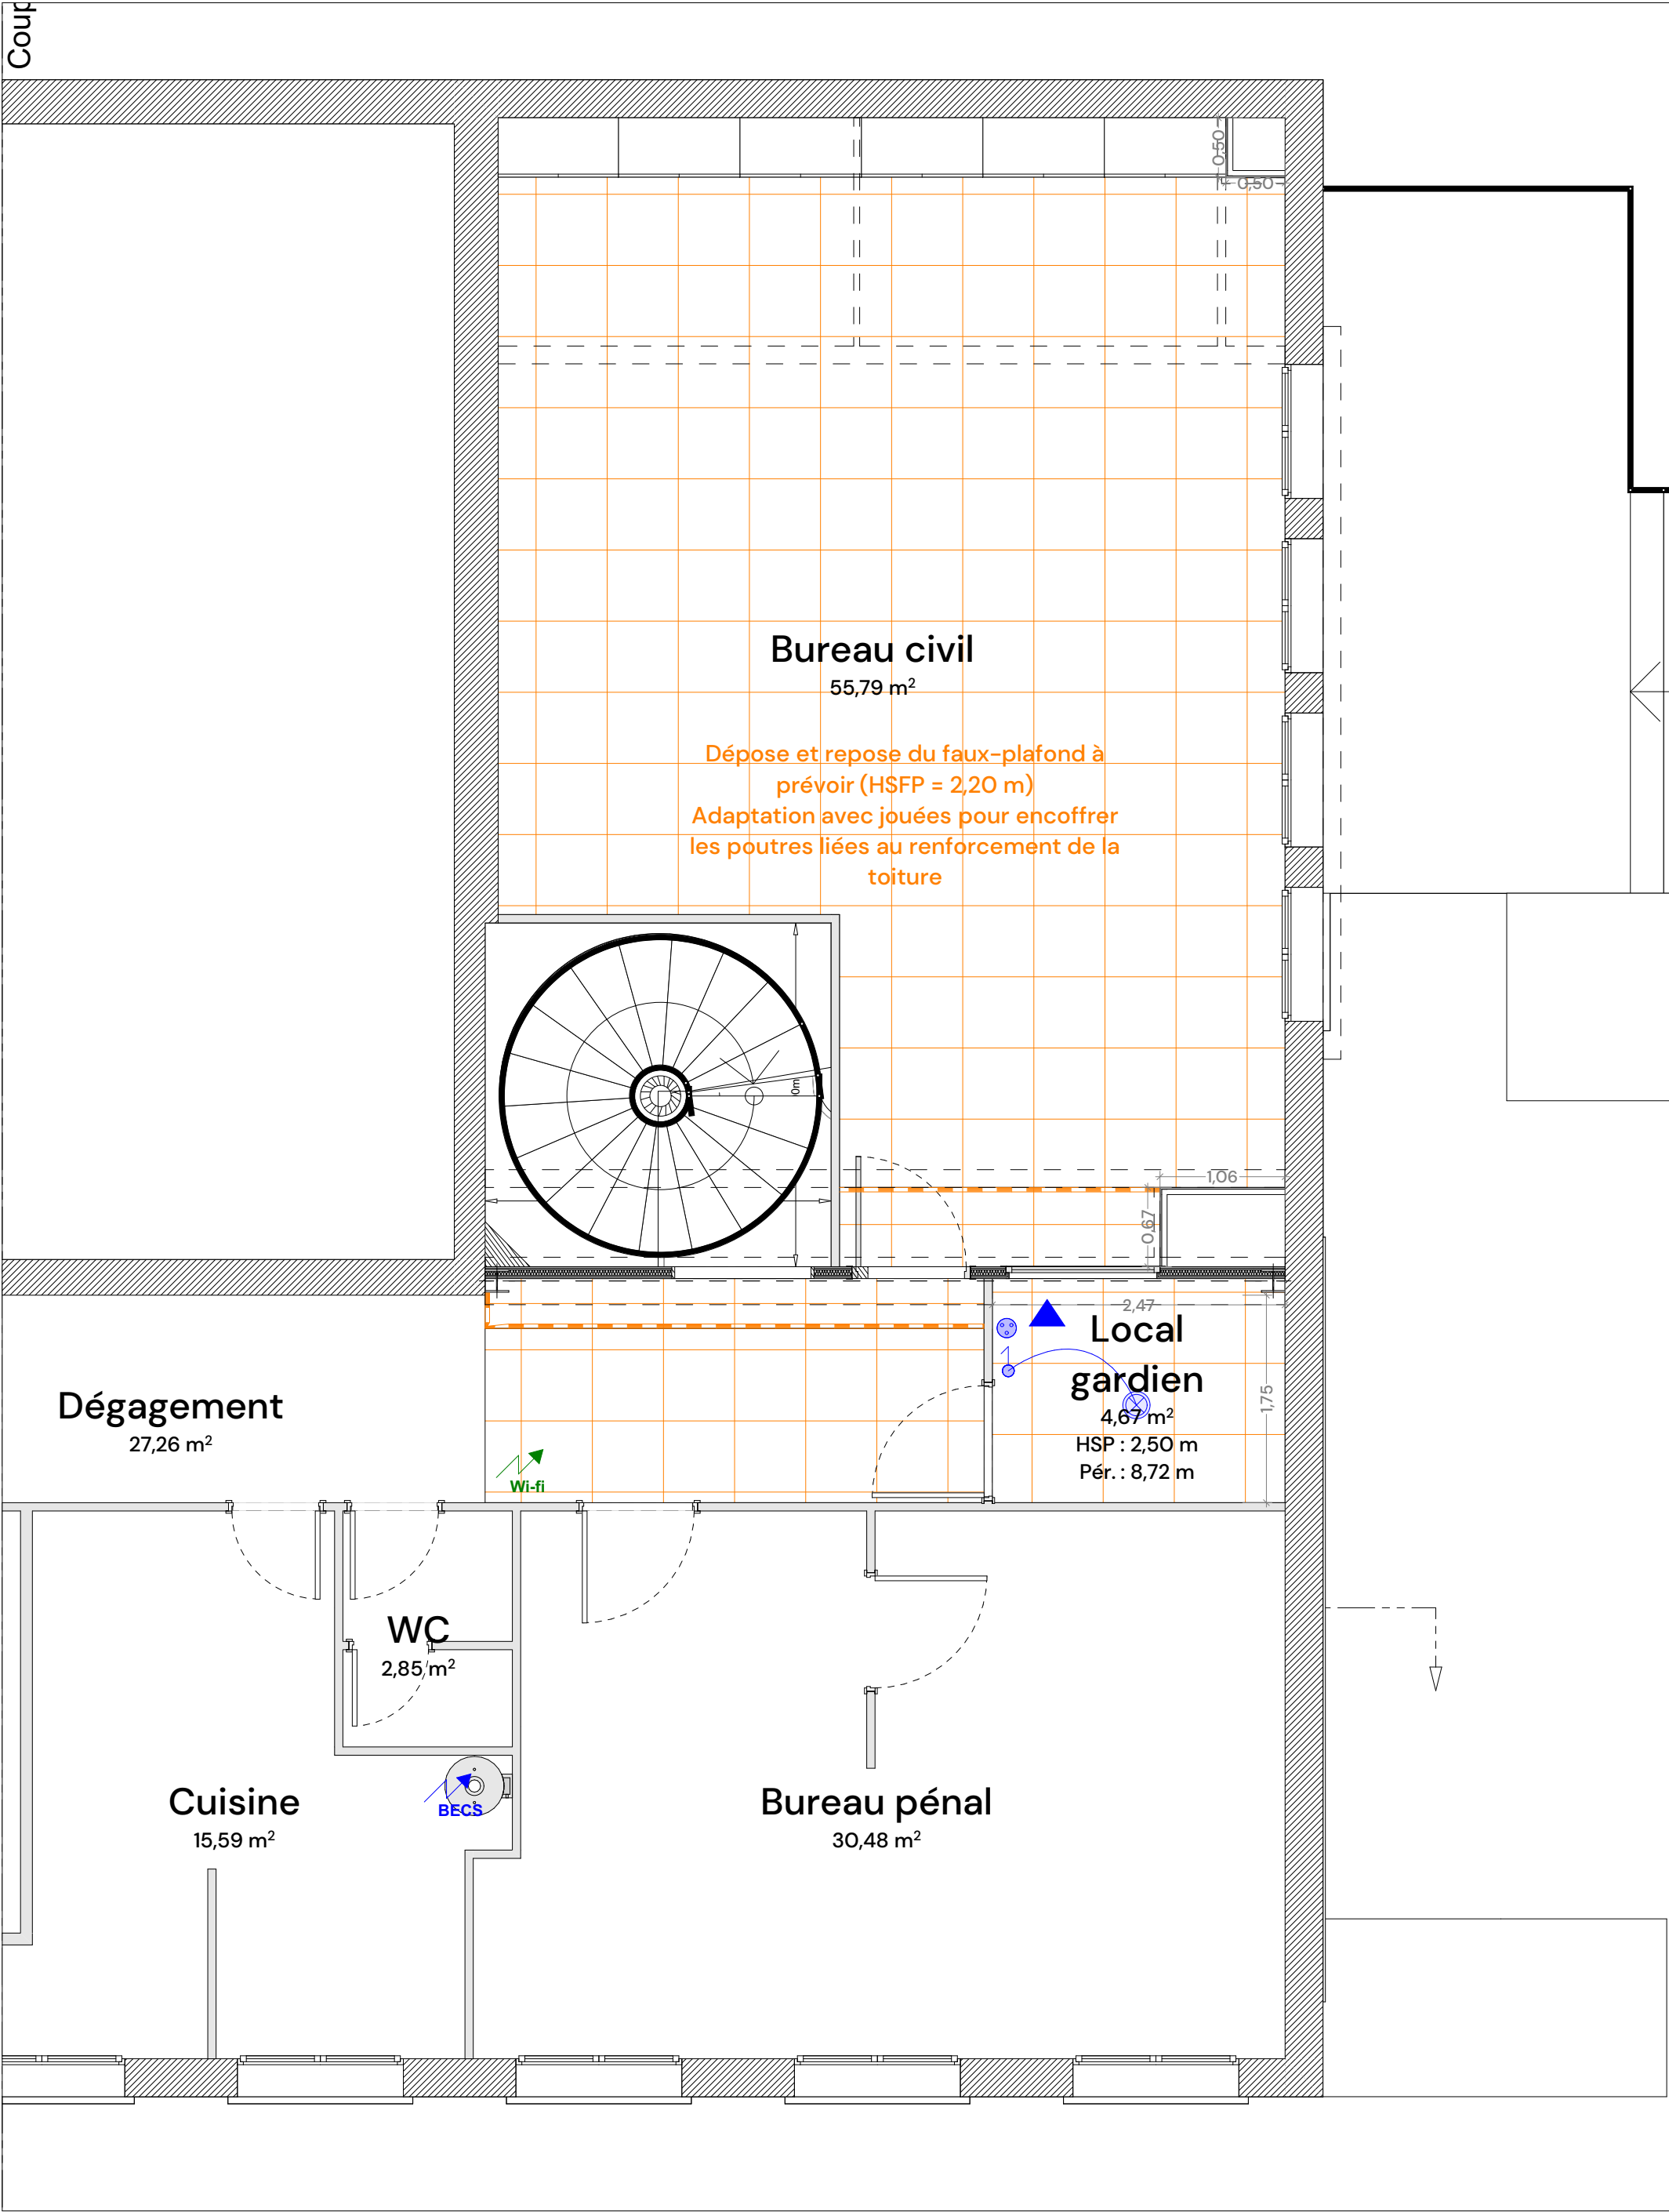 Coup
0,50
0,50
Bureau civil
55,79 m²
Dépose et repose du faux-plafond à
prévoir (HSFP = 2,20 m)
Adaptation avec jouées pour encoffrer
les poutres liées au renforcement de la
toiture
0m
1,06
0,67
2,47
Local
gardien
4,67 m²
HSP : 2,50 m
Pér. : 8,72 m
1
1,75
Dégagement
27,26 m²
Wi-fi
WC
2,85 m²
Cuisine
15,59 m²
BECS
Bureau pénal
30,48 m²